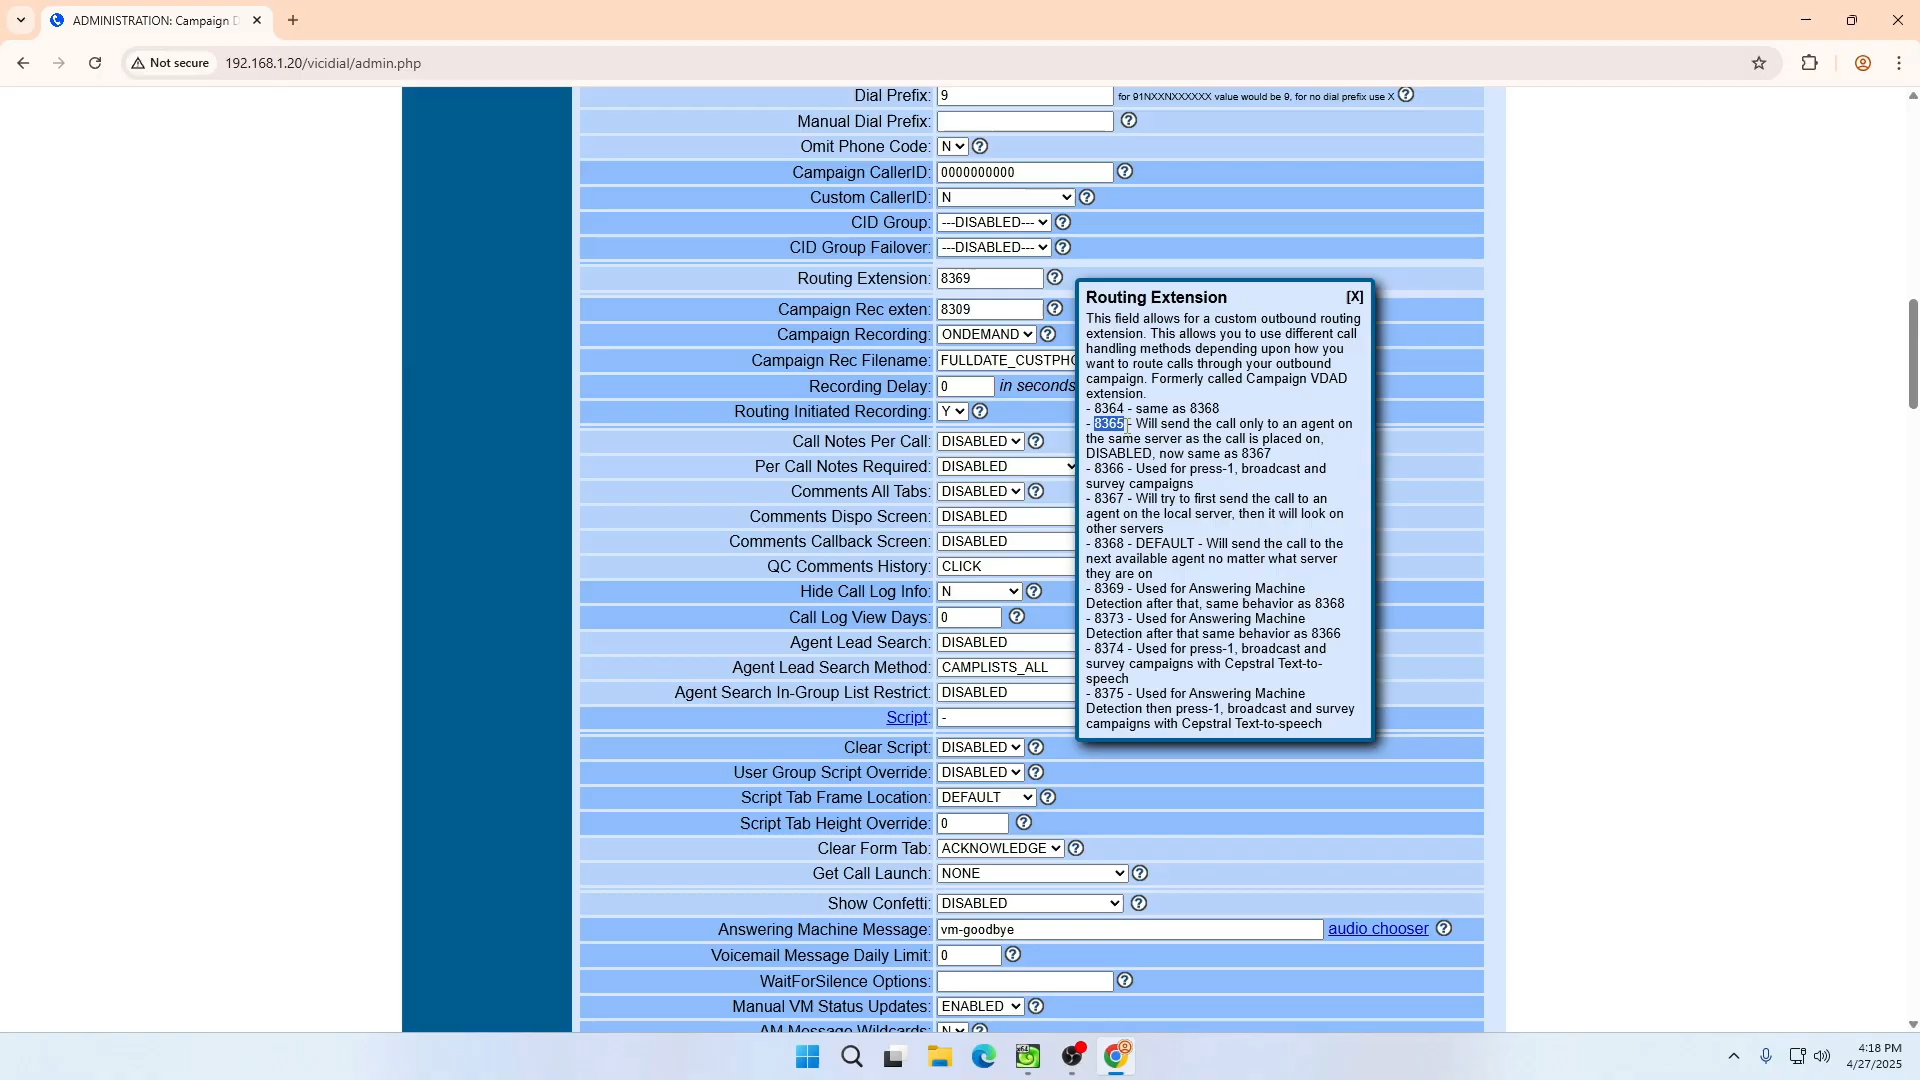 ADMINISTRATION: Campaign D
Not secure
192.168.1.20/vicidial/admin.php
Dial Prefix: 9 for 91NXXNXXXXXX value would be 9, for no dial prefix use X
Manual Dial Prefix:
Omit Phone Code: N
Campaign CallerID: 0000000000
Custom CallerID: N
CID Group: ---DISABLED---
CID Group Failover: ---DISABLED---
Routing Extension: 8369
Campaign Rec exten: 8309
Campaign Recording: ONDEMAND
Campaign Rec Filename: FULLDATE_CUSTPHO
Recording Delay: 0 in seconds
Routing Initiated Recording: Y
Call Notes Per Call: DISABLED
Per Call Notes Required: DISABLED
Comments All Tabs: DISABLED
Comments Dispo Screen: DISABLED
Comments Callback Screen: DISABLED
QC Comments History: CLICK
Hide Call Log Info: N
Call Log View Days: 0
Agent Lead Search: DISABLED
Agent Lead Search Method: CAMPLISTS_ALL
Agent Search In-Group List Restrict: DISABLED
Script: -
Clear Script: DISABLED
User Group Script Override: DISABLED
Script Tab Frame Location: DEFAULT
Script Tab Height Override: 0
Clear Form Tab: ACKNOWLEDGE
Get Call Launch: NONE
Show Confetti: DISABLED
Answering Machine Message: vm-goodbye audio chooser
Voicemail Message Daily Limit: 0
WaitForSilence Options:
Manual VM Status Updates: ENABLED
AM Message Wildcards: N
Routing Extension [X]
This field allows for a custom outbound routing
extension. This allows you to use different call
handling methods depending upon how you
want to route calls through your outbound
campaign. Formerly called Campaign VDAD
extension.
- 8364 - same as 8368
- 8365 - Will send the call only to an agent on
the same server as the call is placed on,
DISABLED, now same as 8367
- 8366 - Used for press-1, broadcast and
survey campaigns
- 8367 - Will try to first send the call to an
agent on the local server, then it will look on
other servers
- 8368 - DEFAULT - Will send the call to the
next available agent no matter what server
they are on
- 8369 - Used for Answering Machine
Detection after that, same behavior as 8368
- 8373 - Used for Answering Machine
Detection after that same behavior as 8366
- 8374 - Used for press-1, broadcast and
survey campaigns with Cepstral Text-to-
speech
- 8375 - Used for Answering Machine
Detection then press-1, broadcast and survey
campaigns with Cepstral Text-to-speech
4:18 PM
4/27/2025